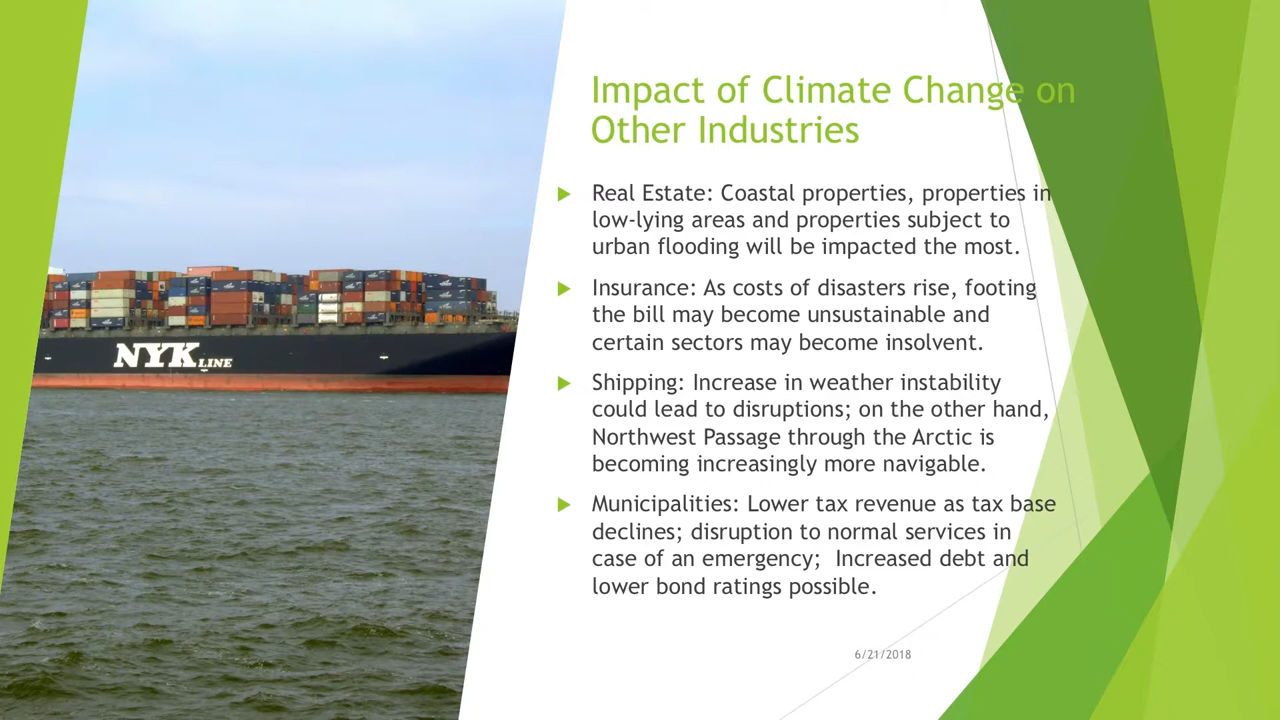 Impact of Climate Change on
Other Industries
Real Estate: Coastal properties, properties in
low-lying areas and properties subject to
urban flooding will be impacted the most.
Insurance: As costs of disasters rise, footing
the bill may become unsustainable and
certain sectors may become insolvent.
Shipping: Increase in weather instability
could lead to disruptions; on the other hand,
Northwest Passage through the Arctic is
becoming increasingly more navigable.
Municipalities: Lower tax revenue as tax base
declines; disruption to normal services in
case of an emergency;  Increased debt and
lower bond ratings possible.
NYK LINE
6/21/2018